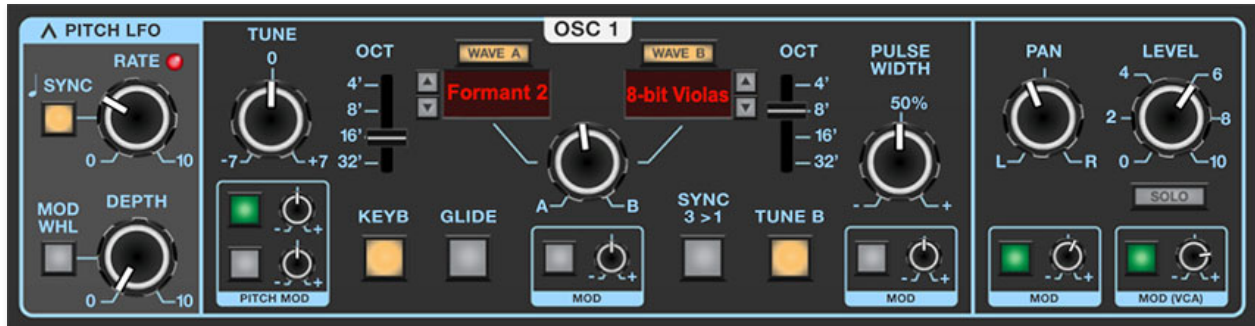 PITCH LFO
RATE
SYNC
0 10
MOD
WHL
DEPTH
0 10
OSC 1
TUNE
0
-7 +7
- +
- +
PITCH MOD
OCT
4'
8'
16'
32'
WAVE A
Formant 2
WAVE B
8-bit Violas
A B
KEYB
GLIDE
- +
MOD
SYNC
3 >1
TUNE B
OCT
4'
8'
16'
32'
PULSE
WIDTH
50%
- +
- +
MOD
PAN
L R
- +
MOD
LEVEL
4 6
2 8
0 10
SOLO
- +
MOD (VCA)